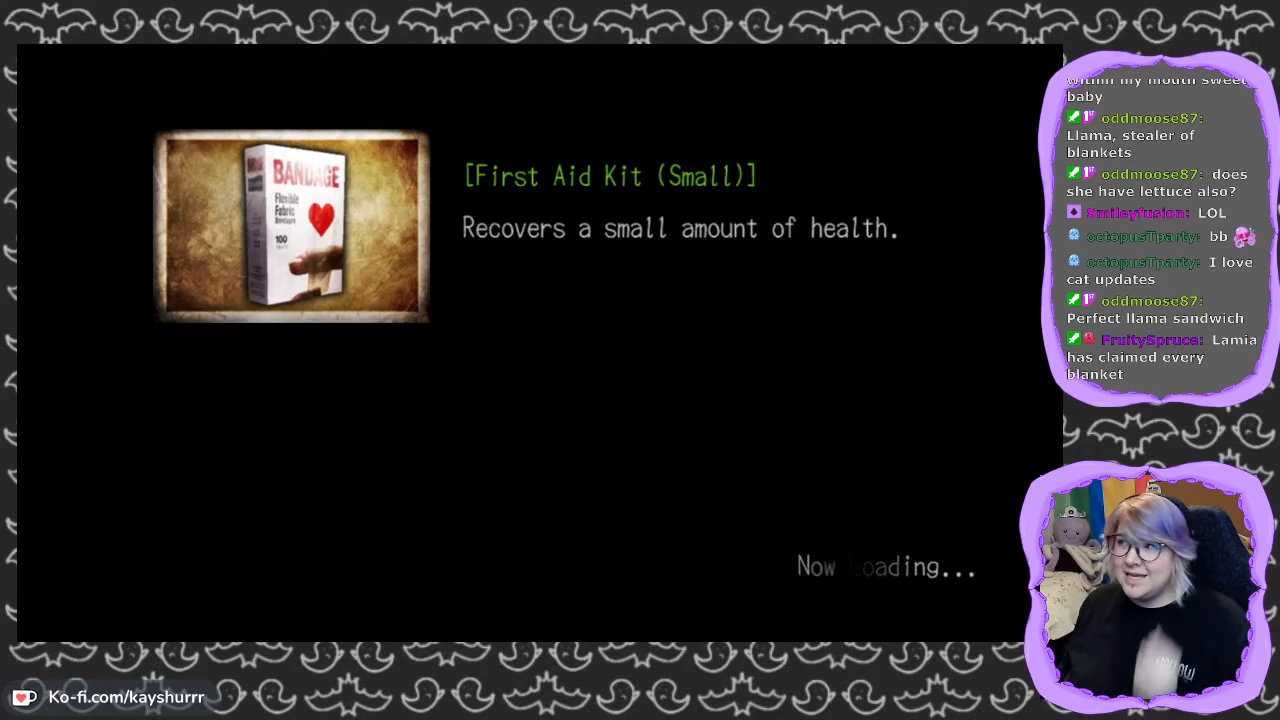 BANDAGE
Flexible
Fabric
Bandages
100
[First Aid Kit (Small)]
Recovers a small amount of health.
Now Loading...
within my mouth sweet
baby
oddmoose87:
Llama, stealer of
blankets
oddmoose87: does
she have lettuce also?
Smileyfusion: LOL
octopusTparty: bb
octopusTparty: I love
cat updates
oddmoose87:
Perfect llama sandwich
FruitySpruce: Lamia
has claimed every
blanket
Ko-fi.com/kayshurrr